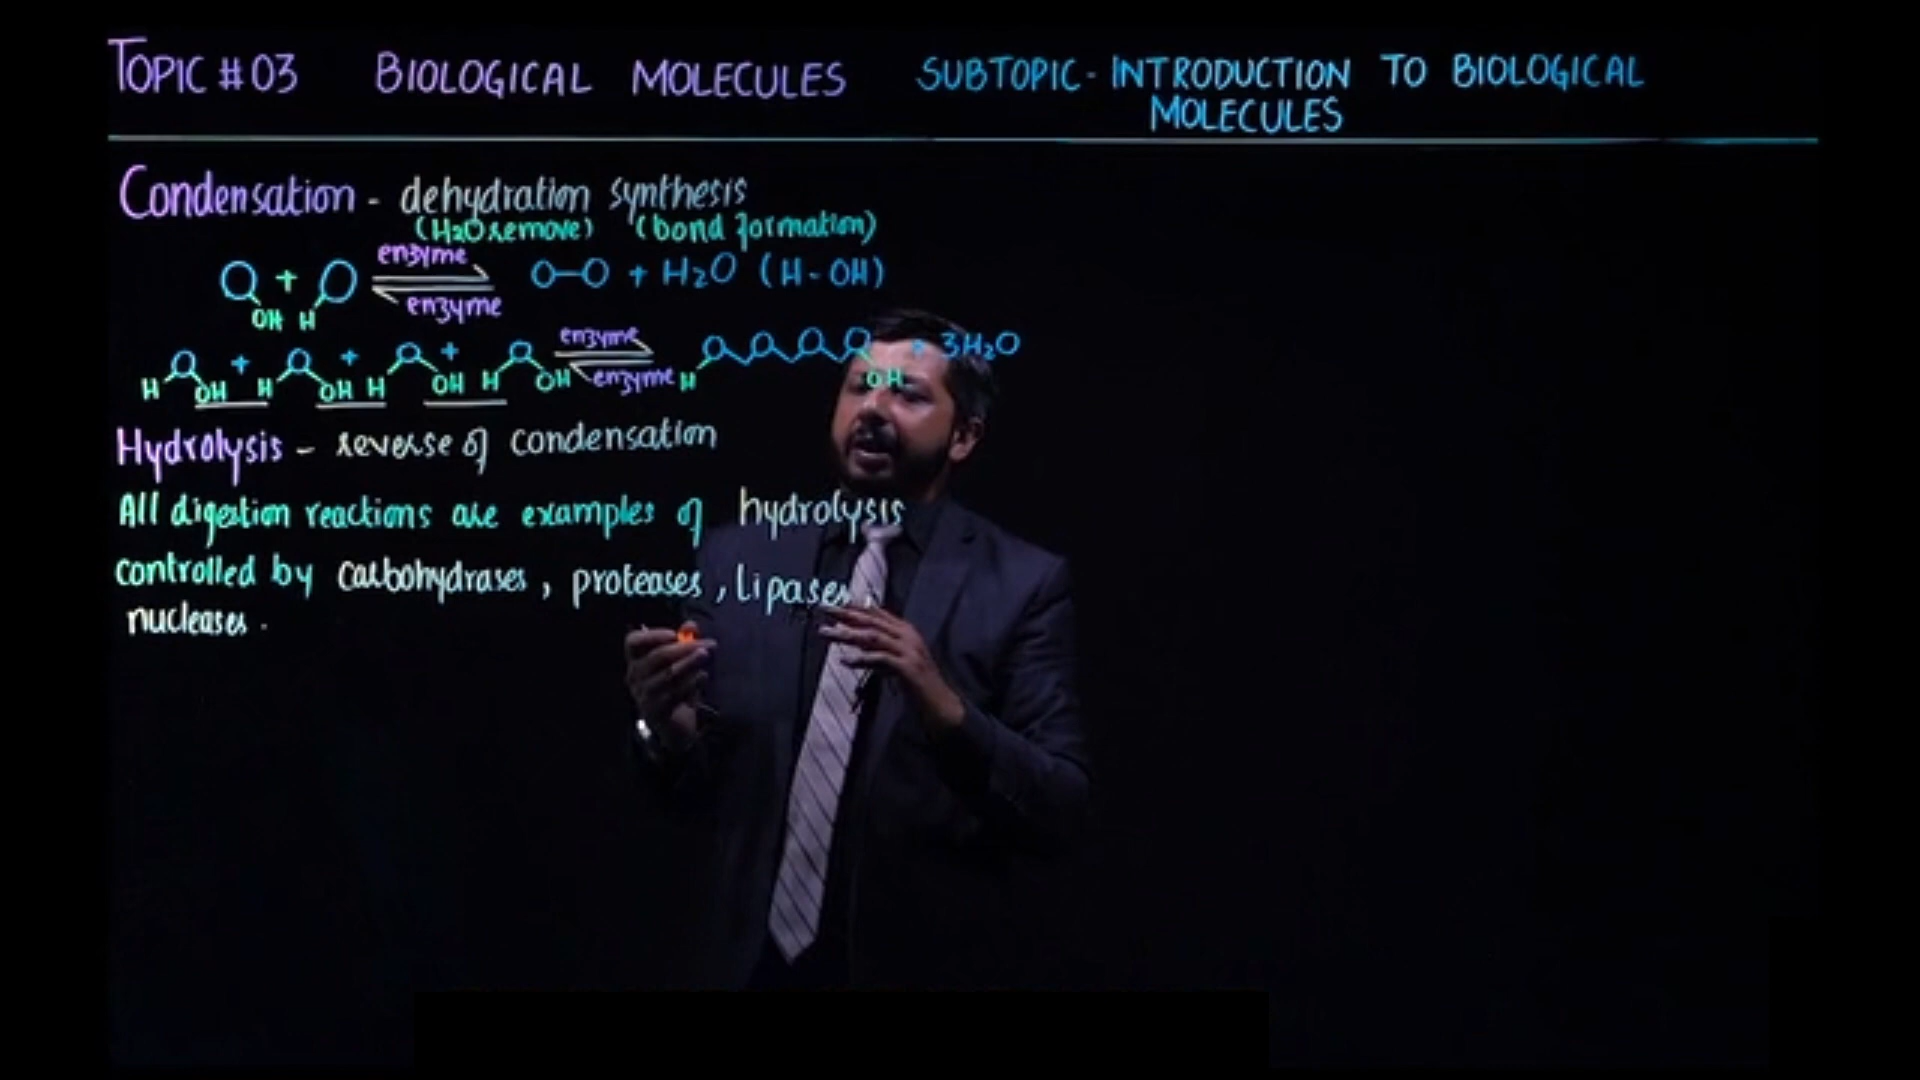 TOPIC # 03 BIOLOGICAL MOLECULES SUBTOPIC - INTRODUCTION TO BIOLOGICAL
MOLECULES
Condensation - dehydration synthesis
(H2O remove) (bond formation)
enzyme
+ O-O + H2O (H - OH)
enzyme
OH H
enzyme
+ + + + 3H2O
enzyme
H OH H OH H OH H OH H OH
Hydrolysis - reverse of condensation
All digestion reactions are examples of hydrolysis
controlled by carbohydrases, proteases, lipases,
nucleases.